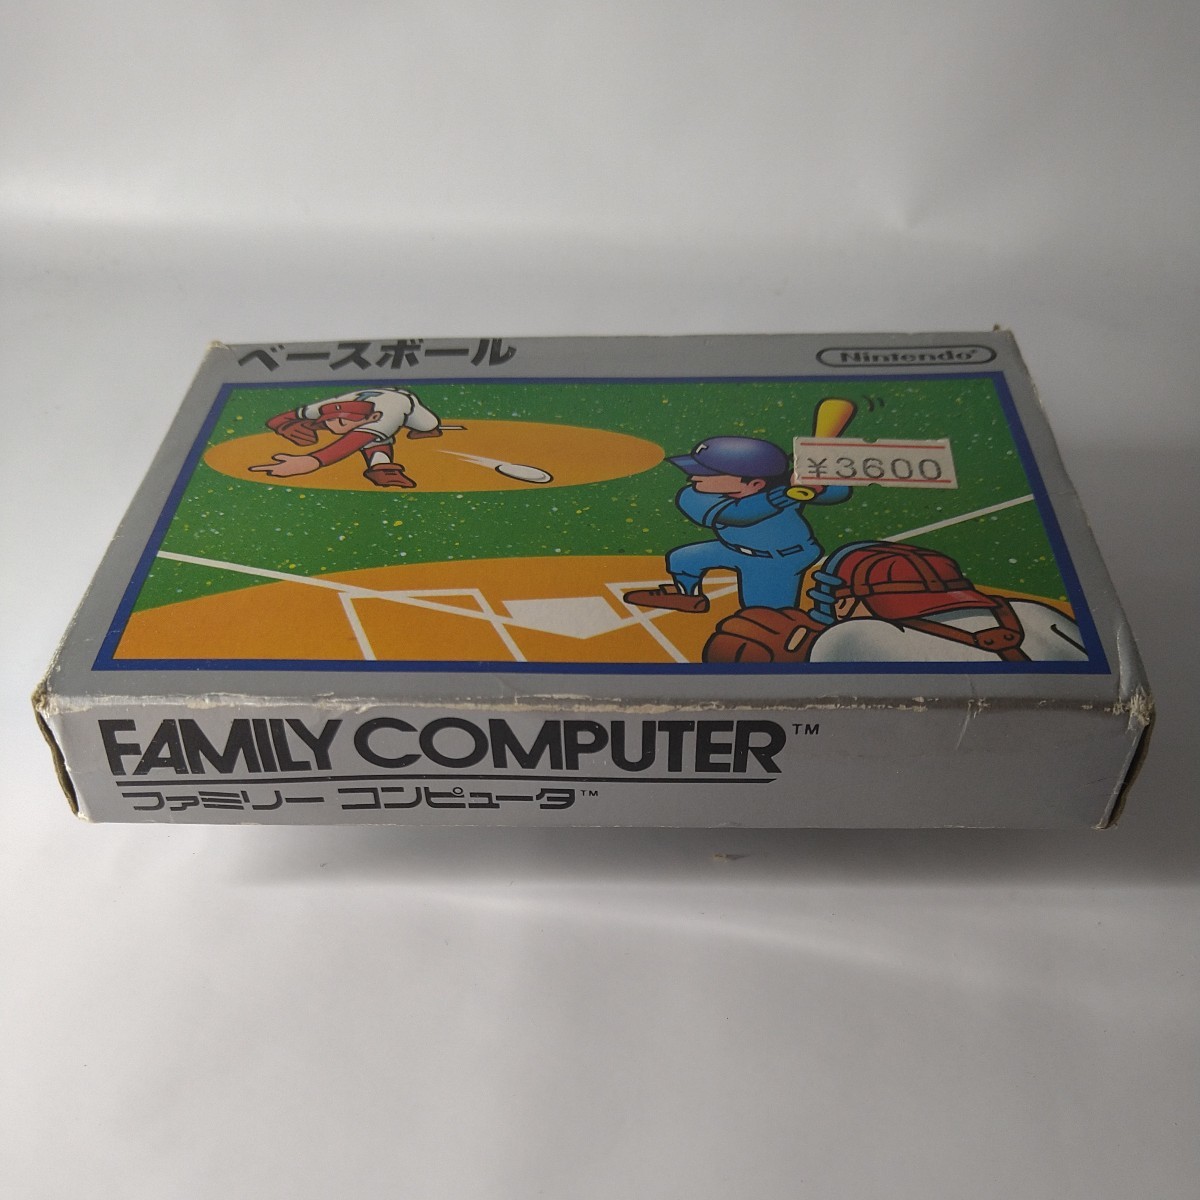 ベースボール
Nintendo®
¥3600
FAMILY COMPUTER™
ファミリー コンピュータ™